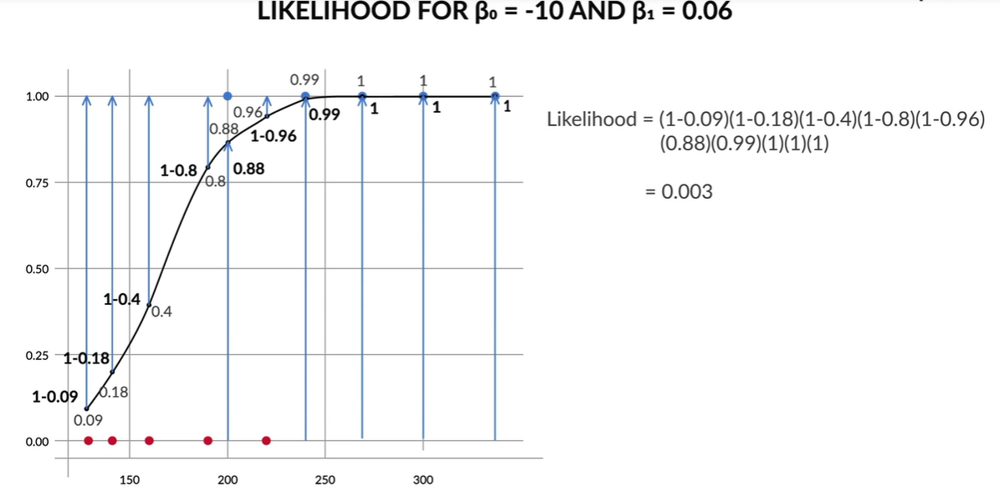 LIKELIHOOD FOR β₀ = -10 AND β₁ = 0.06
0.99 1 1 1
1.00
0.96 0.99 1 1 1
0.88 1-0.96
Likelihood = (1-0.09)(1-0.18)(1-0.4)(1-0.8)(1-0.96)
(0.88)(0.99)(1)(1)(1)
1-0.8 0.88
0.75 0.8
= 0.003
0.50
1-0.4 0.4
0.25 1-0.18
1-0.09 0.18
0.09
0.00
150 200 250 300